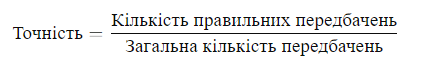 Точність = Кількість правильних передбачень
Загальна кількість передбачень